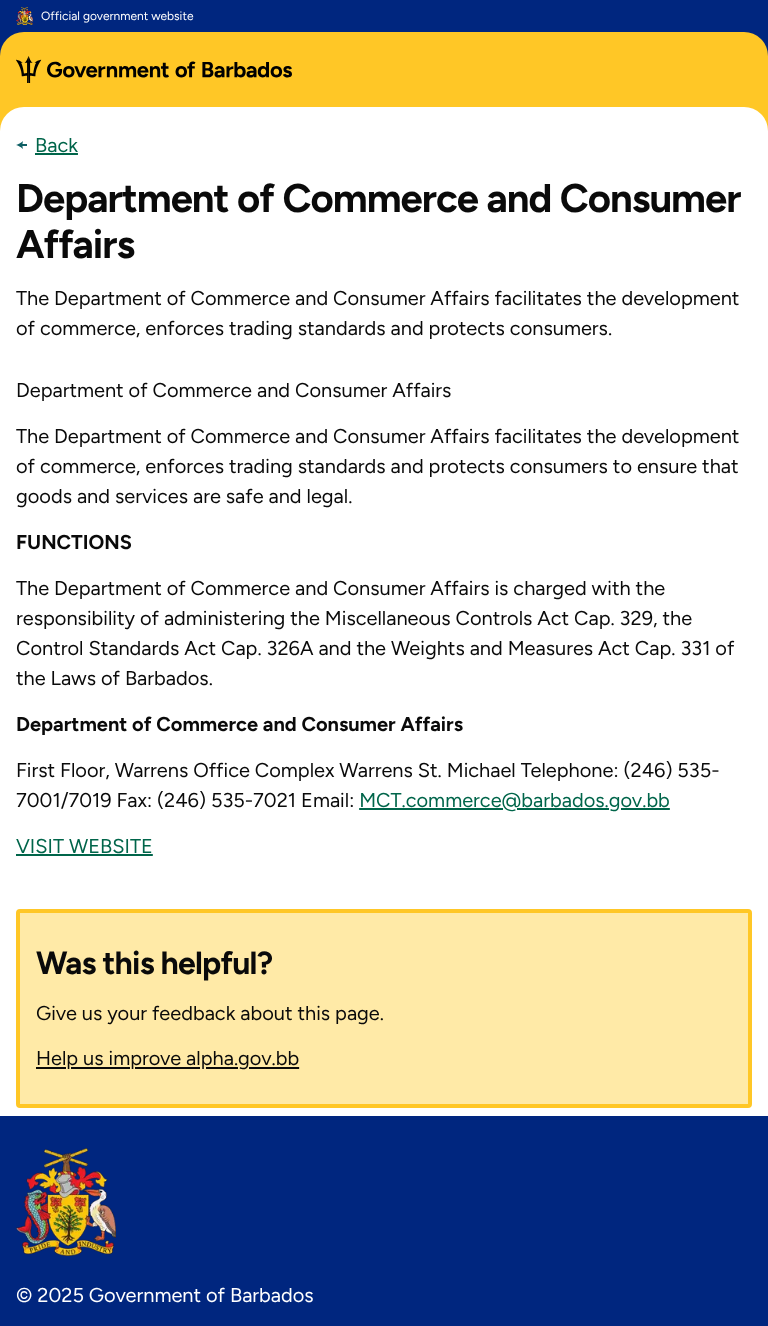 Official government website
Government of Barbados
Back
Department of Commerce and Consumer
Affairs
The Department of Commerce and Consumer Affairs facilitates the development
of commerce, enforces trading standards and protects consumers.
Department of Commerce and Consumer Affairs
The Department of Commerce and Consumer Affairs facilitates the development
of commerce, enforces trading standards and protects consumers to ensure that
goods and services are safe and legal.
FUNCTIONS
The Department of Commerce and Consumer Affairs is charged with the
responsibility of administering the Miscellaneous Controls Act Cap. 329, the
Control Standards Act Cap. 326A and the Weights and Measures Act Cap. 331 of
the Laws of Barbados.
Department of Commerce and Consumer Affairs
First Floor, Warrens Office Complex Warrens St. Michael Telephone: (246) 535-
7001/7019 Fax: (246) 535-7021 Email: MCT.commerce@barbados.gov.bb
VISIT WEBSITE
Was this helpful?
Give us your feedback about this page.
Help us improve alpha.gov.bb
PRIDE AND INDUSTRY
© 2025 Government of Barbados